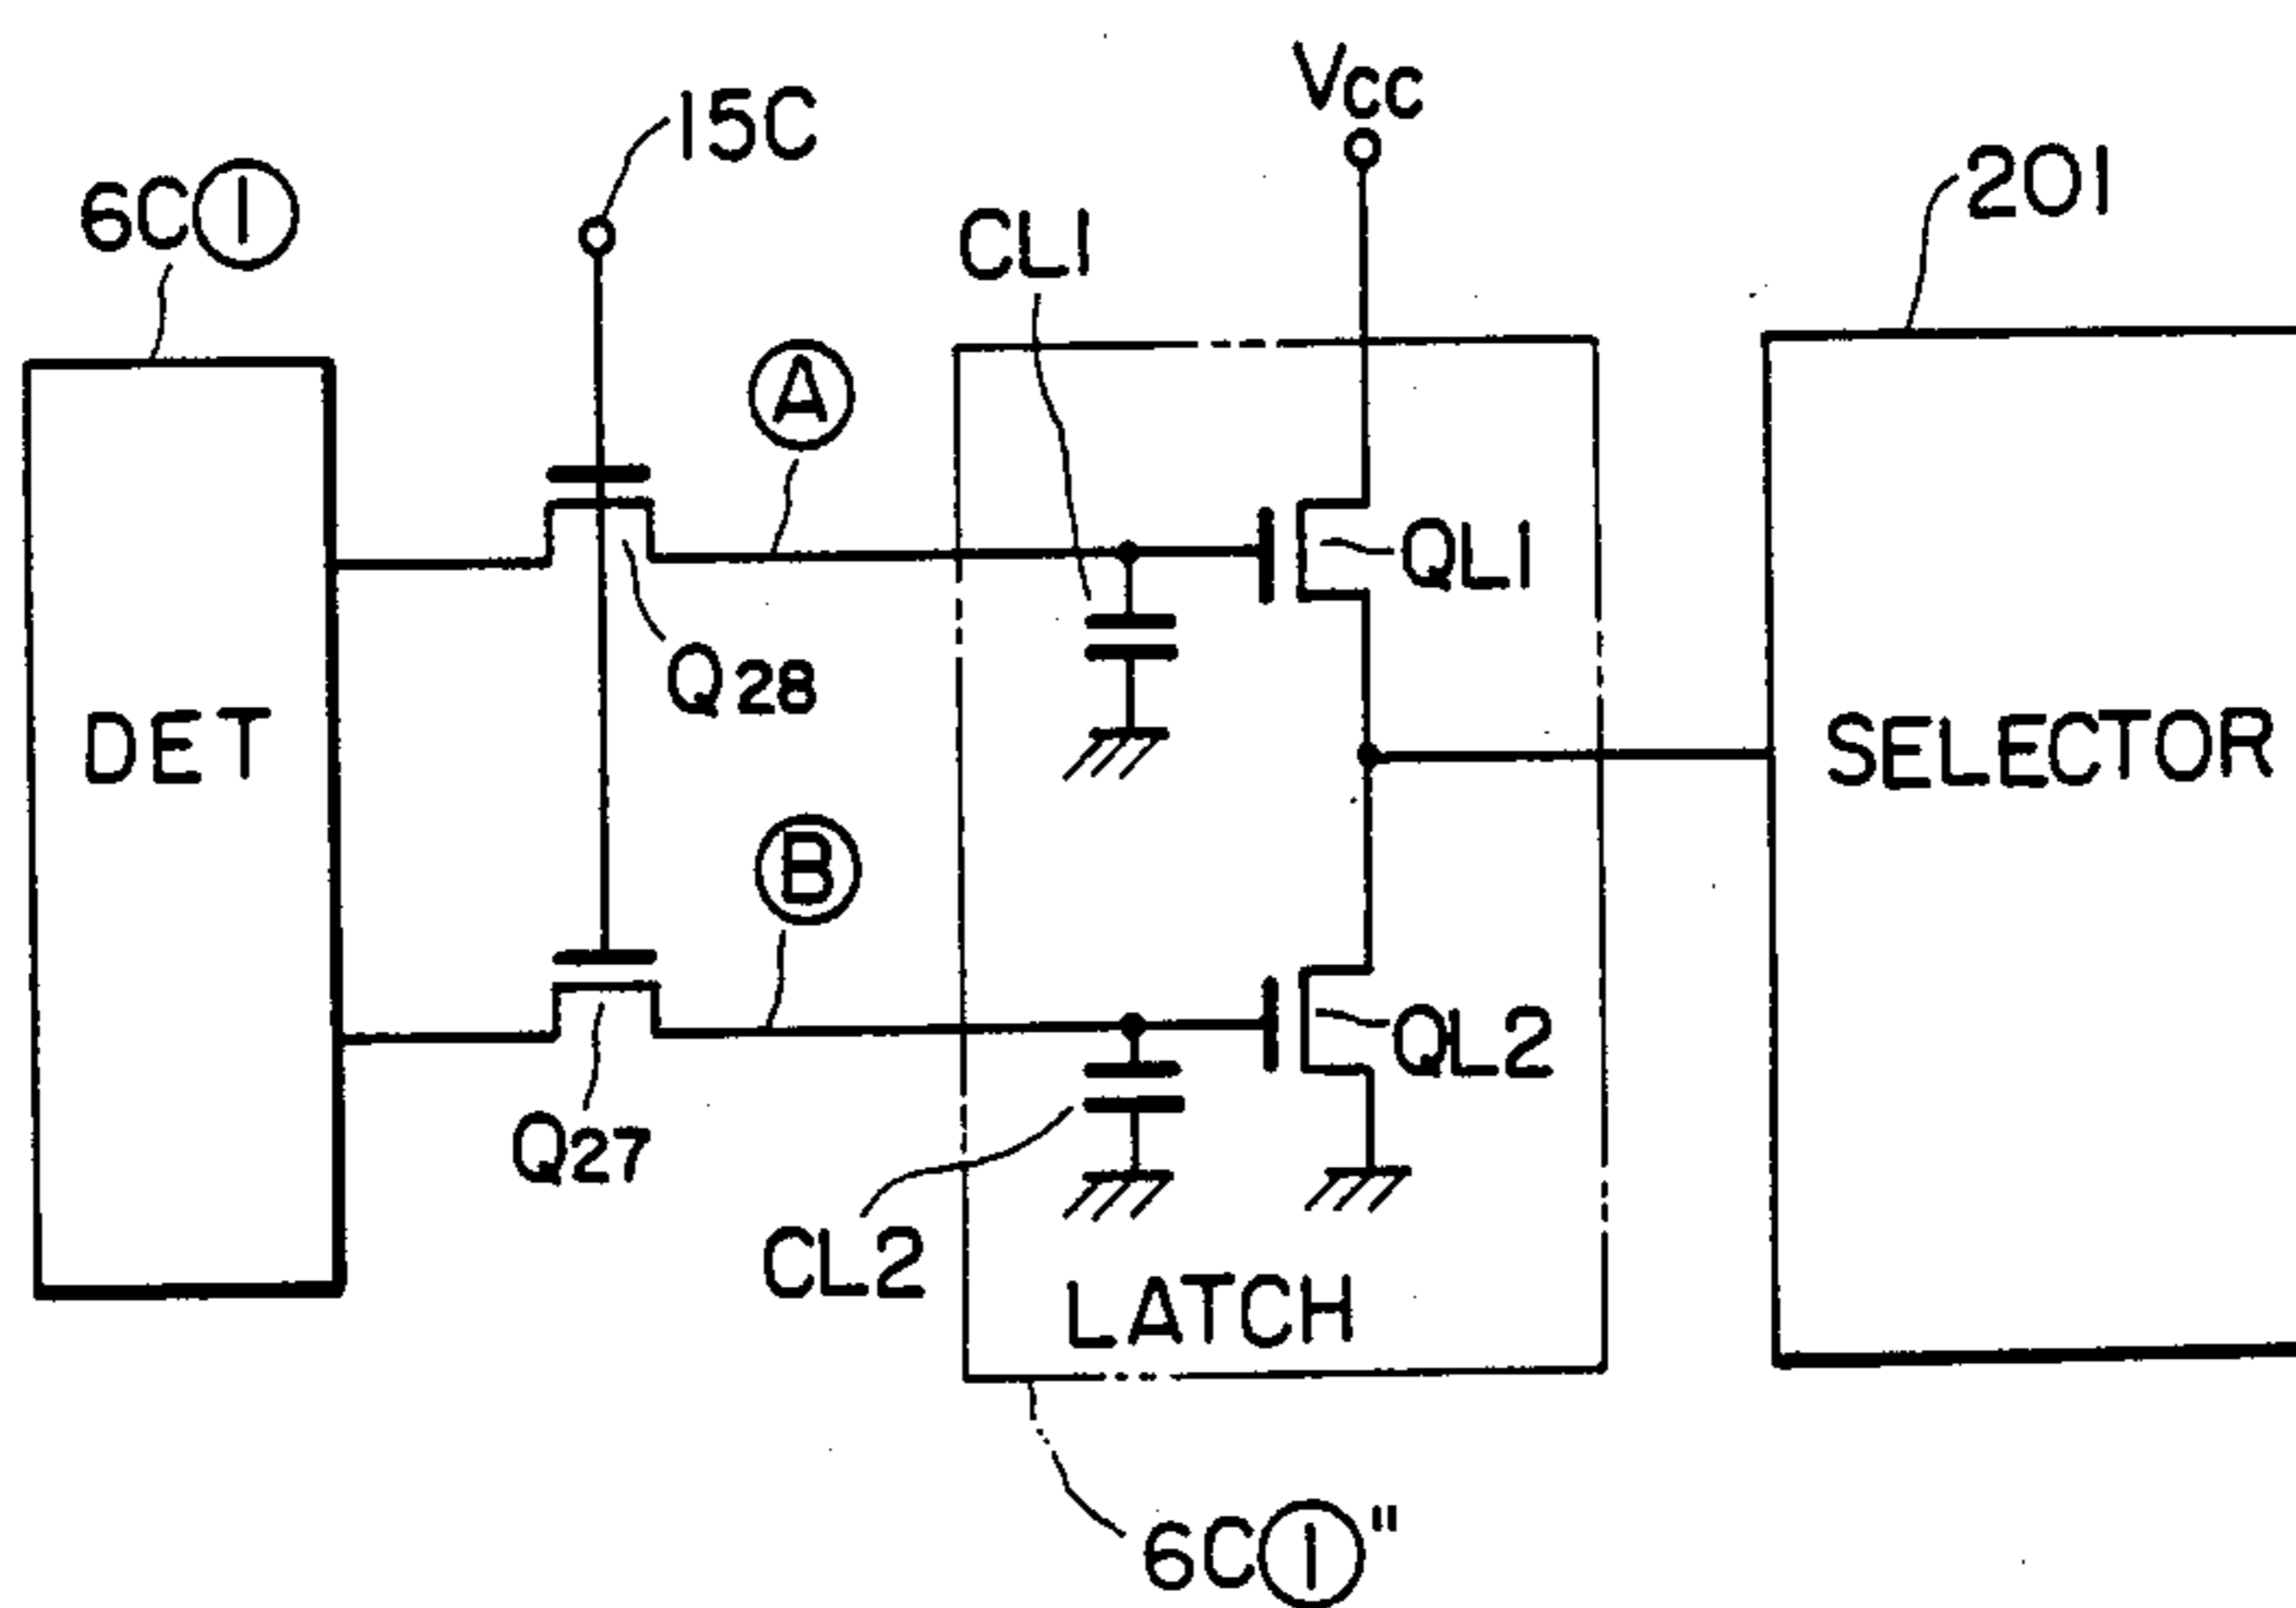 Vcc
15C
6C①
201
CL1
Ⓐ
QL1
Q28
DET
SELECTOR
Ⓑ
QL2
Q27
CL2
LATCH
6C①"